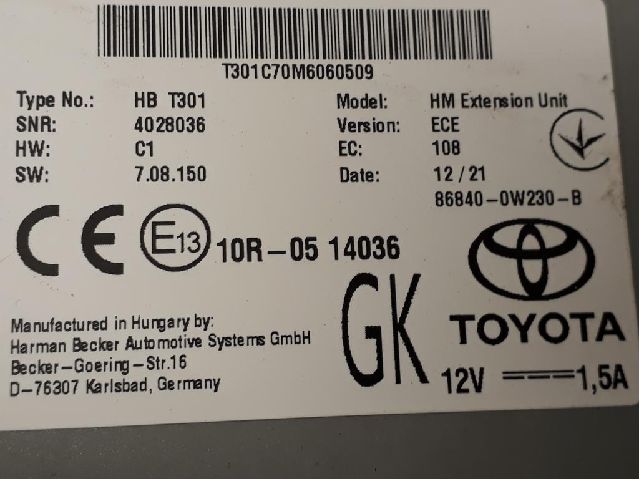 T301C70M6060509
Type No.: HB T301 Model: HM Extension Unit
SNR: 4028036 Version: ECE
HW: C1 EC: 108
SW: 7.08.150 Date: 12/21
86840-0W230-B
CE E13 10R-05 14036
GK
TOYOTA
12V 1,5A
Manufactured in Hungary by:
Harman Becker Automotive Systems GmbH
Becker-Goering-Str.16
D-76307 Karlsbad, Germany